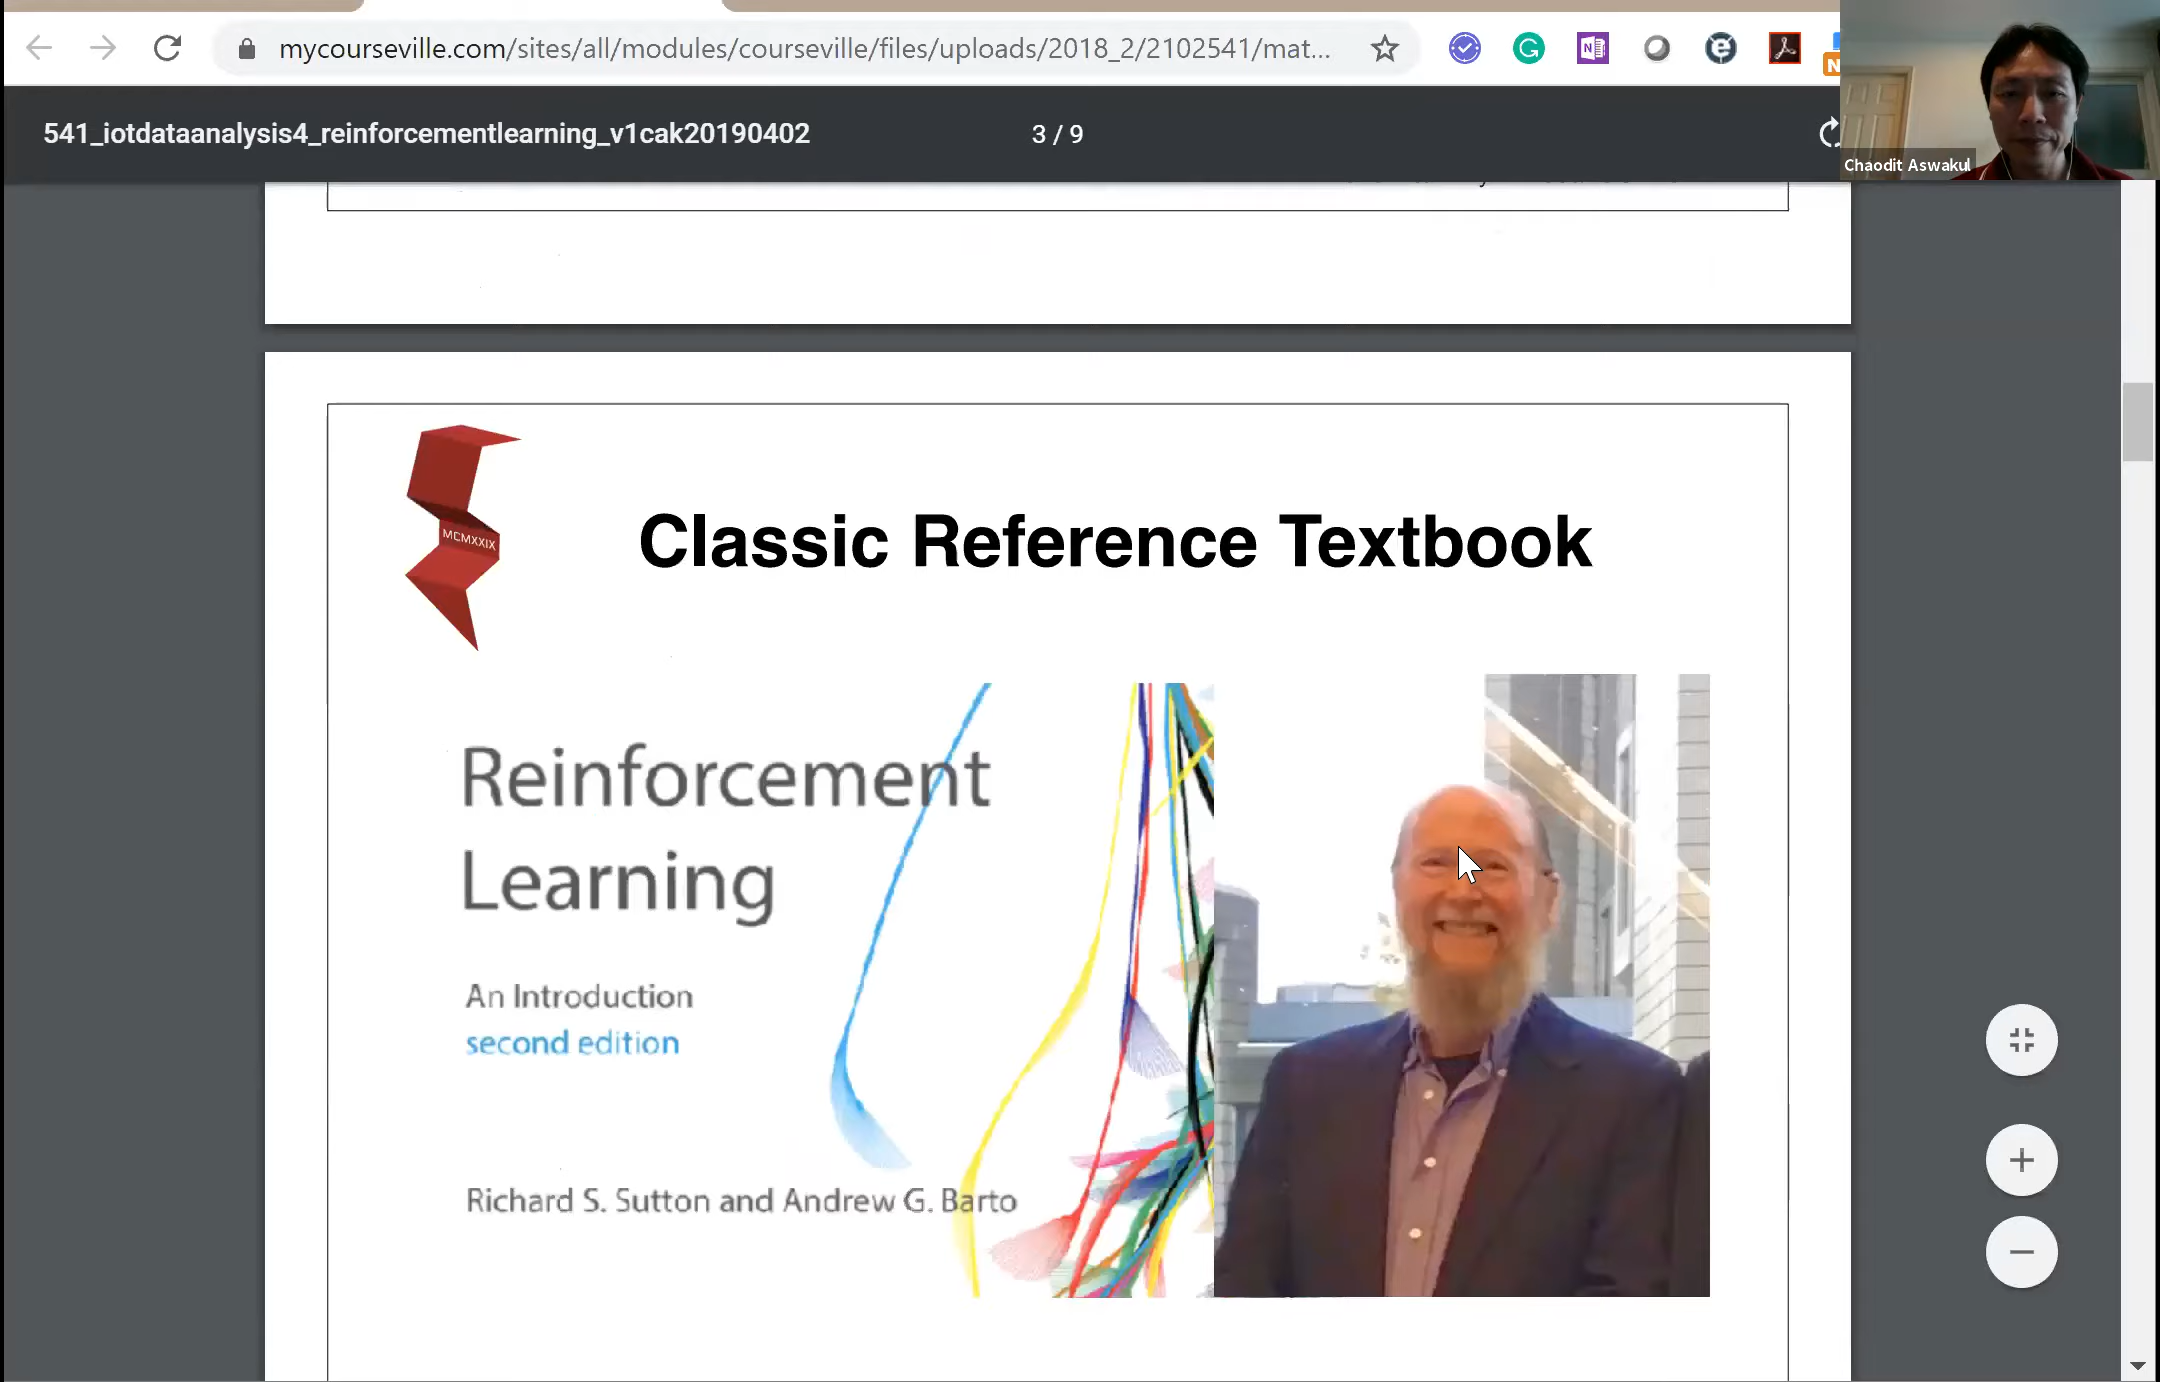 mycourseville.com/sites/all/modules/courseville/files/uploads/2018_2/2102541/mat...
Chaodit Aswakul
541_iotdataanalysis4_reinforcementlearning_v1cak20190402
3 / 9
MCMXXIX
Classic Reference Textbook
Reinforcement
Learning
An Introduction
second edition
Richard S. Sutton and Andrew G. Barto